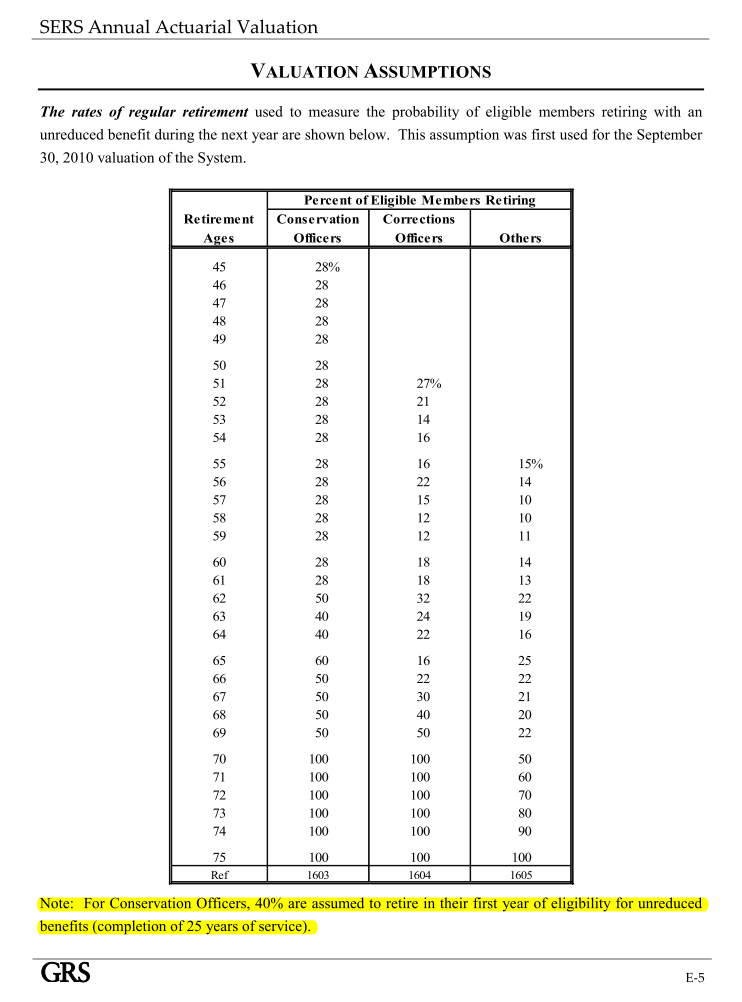 SERS Annual Actuarial Valuation
VALUATION ASSUMPTIONS
The rates of regular retirement used to measure the probability of eligible members retiring with an
unreduced benefit during the next year are shown below. This assumption was first used for the September
30, 2010 valuation of the System.
Percent of Eligible Members Retiring
Retirement Conservation Corrections
Ages Officers Officers Others
45 28%
46 28
47 28
48 28
49 28
50 28
51 28 27%
52 28 21
53 28 14
54 28 16
55 28 16 15%
56 28 22 14
57 28 15 10
58 28 12 10
59 28 12 11
60 28 18 14
61 28 18 13
62 50 32 22
63 40 24 19
64 40 22 16
65 60 16 25
66 50 22 22
67 50 30 21
68 50 40 20
69 50 50 22
70 100 100 50
71 100 100 60
72 100 100 70
73 100 100 80
74 100 100 90
75 100 100 100
Ref 1603 1604 1605
Note: For Conservation Officers, 40% are assumed to retire in their first year of eligibility for unreduced
benefits (completion of 25 years of service).
GRS E-5